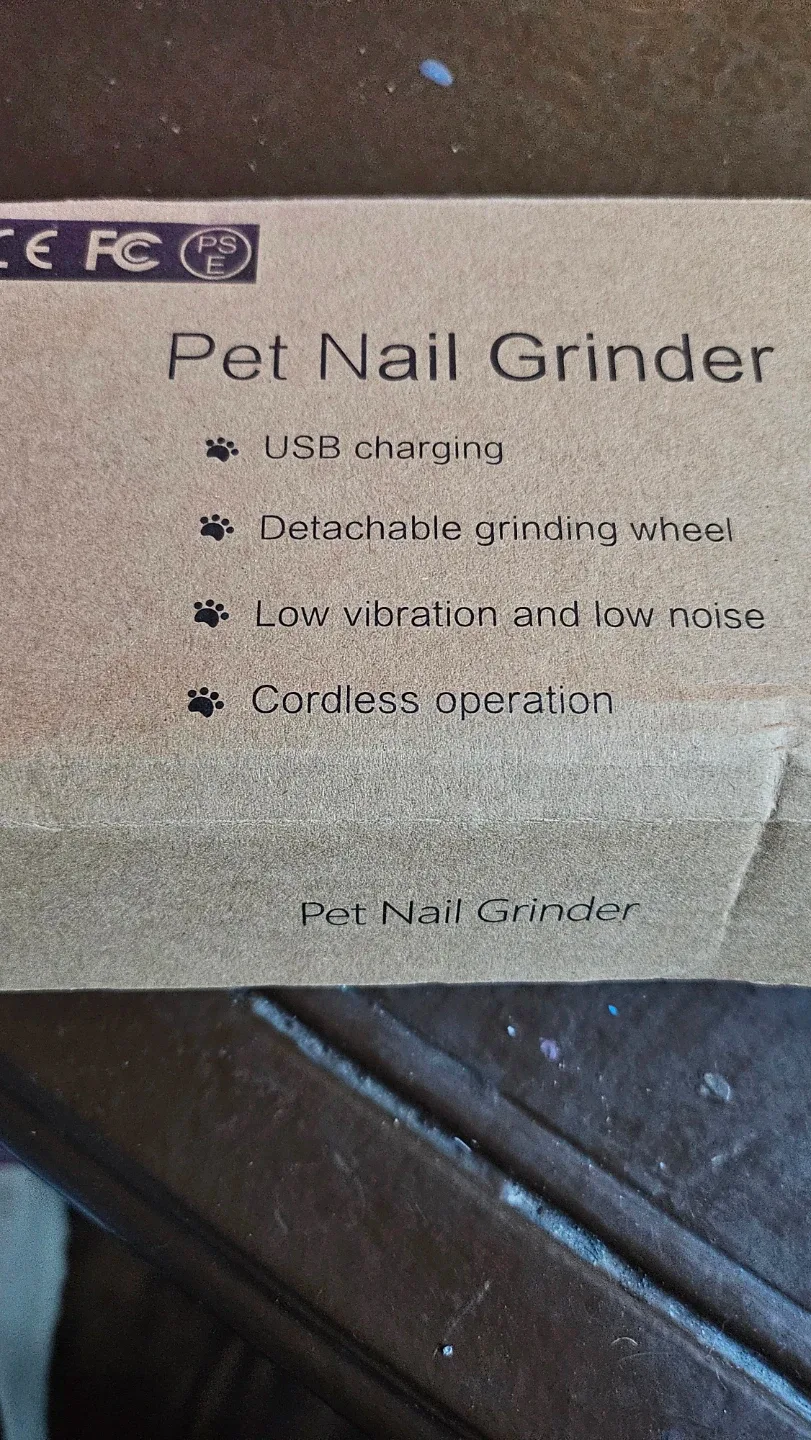 CE FC PSE
Pet Nail Grinder
USB charging
Detachable grinding wheel
Low vibration and low noise
Cordless operation
Pet Nail Grinder